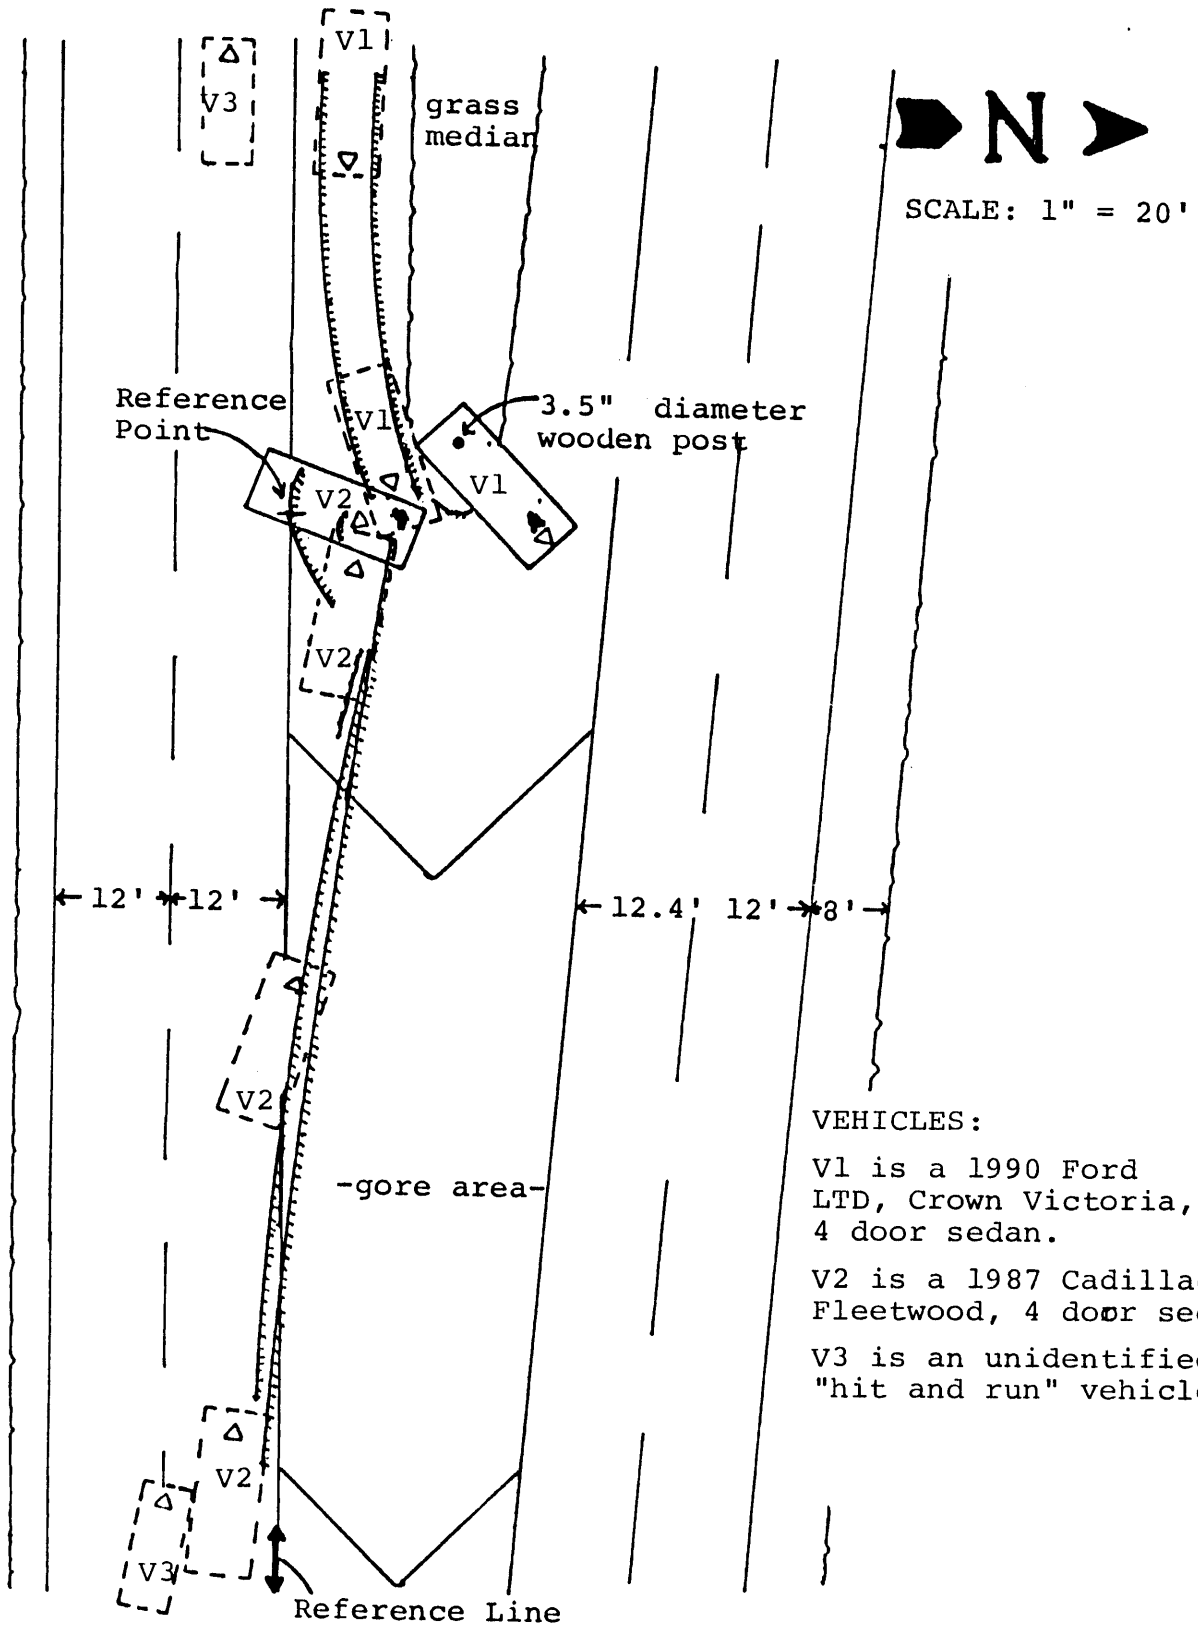 V1
V3
grass
median
N
SCALE: 1" = 20'
Reference
Point
3.5" diameter
wooden post
V1
V1
V2
V2
12'
12'
12.4'
12'
8'
V2
-gore area-
VEHICLES:
V1 is a 1990 Ford
LTD, Crown Victoria,
4 door sedan.
V2 is a 1987 Cadilla
Fleetwood, 4 door se
V3 is an unidentifie
"hit and run" vehicl
V2
V3
Reference Line